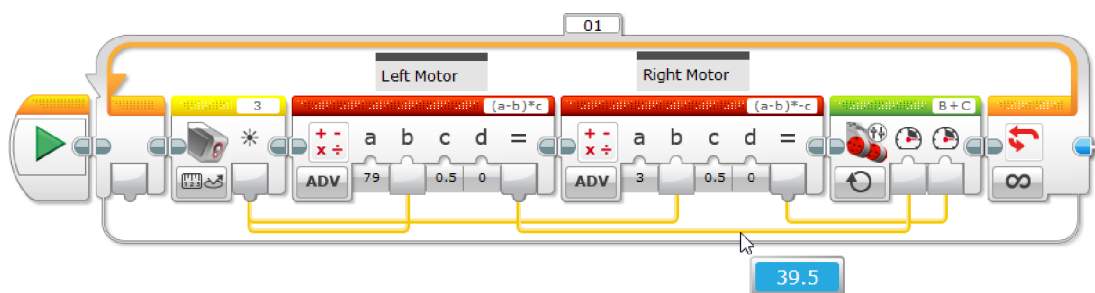 01
Left Motor
Right Motor
3
(a-b)*c
(a-b)*-c
B+C
a b c d =
a b c d =
ADV 79 0.5 0
ADV 3 0.5 0
39.5